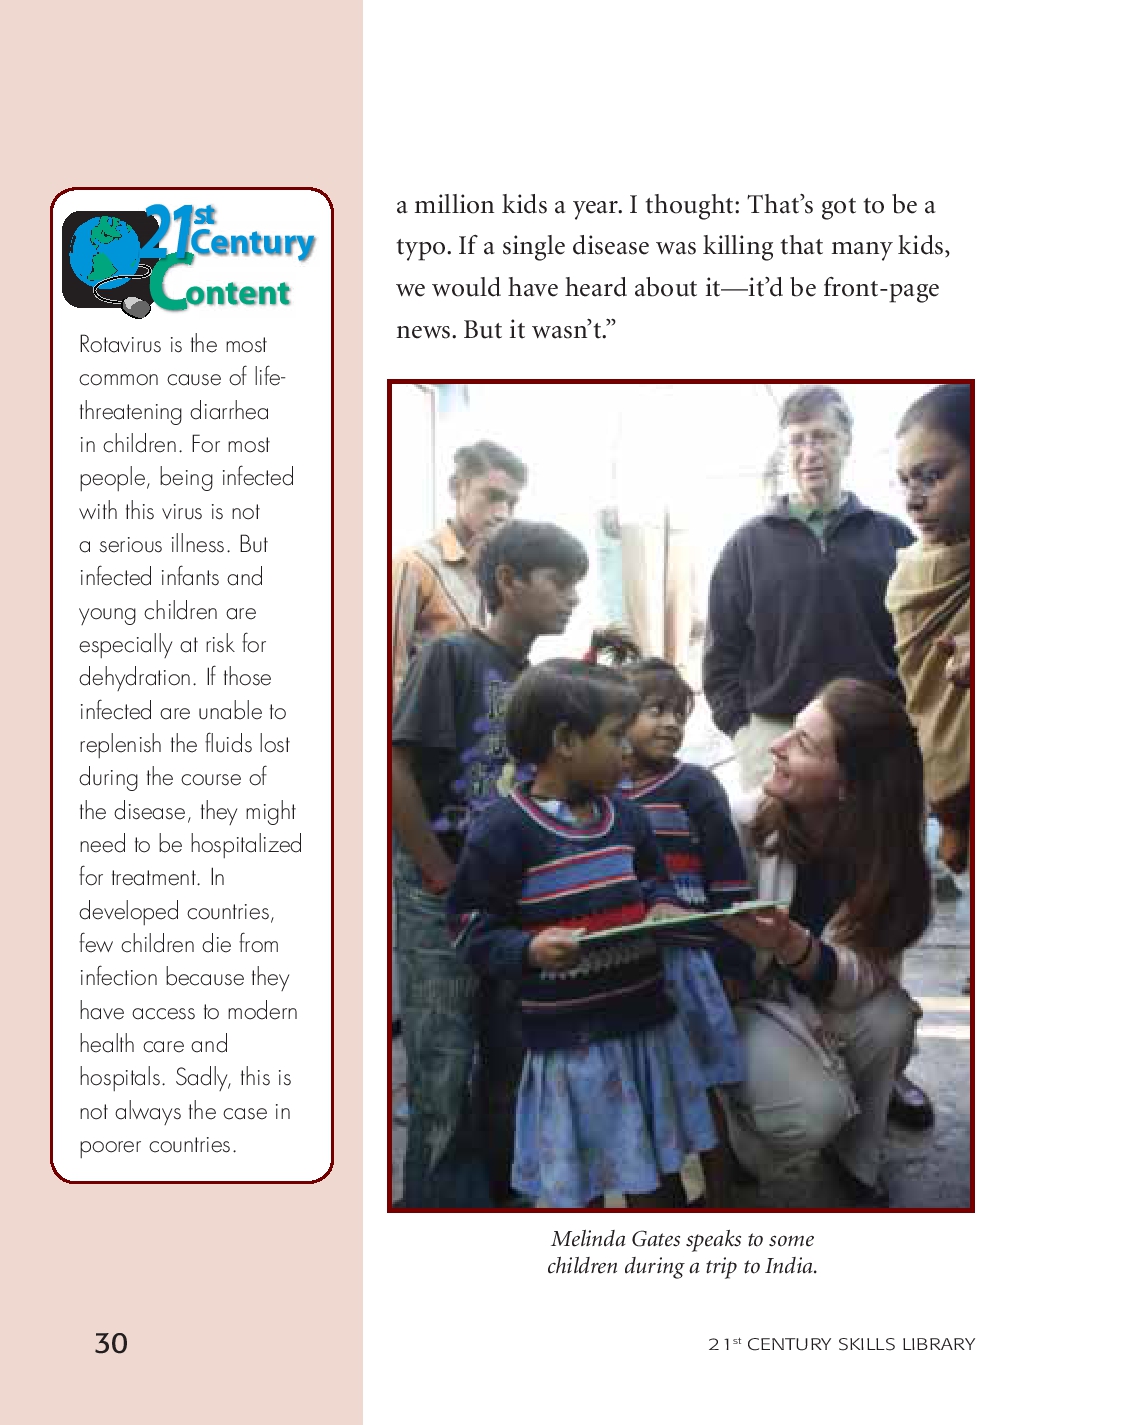 21st
Century
Content
Rotavirus is the most
common cause of life-
threatening diarrhea
in children. For most
people, being infected
with this virus is not
a serious illness. But
infected infants and
young children are
especially at risk for
dehydration. If those
infected are unable to
replenish the fluids lost
during the course of
the disease, they might
need to be hospitalized
for treatment. In
developed countries,
few children die from
infection because they
have access to modern
health care and
hospitals. Sadly, this is
not always the case in
poorer countries.
a million kids a year. I thought: That’s got to be a
typo. If a single disease was killing that many kids,
we would have heard about it—it’d be front-page
news. But it wasn’t.”
Melinda Gates speaks to some
children during a trip to India.
30
21st CENTURY SKILLS LIBRARY